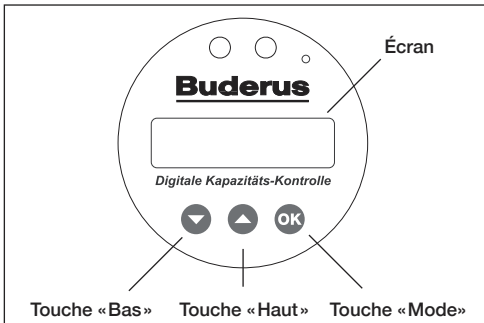 Écran
Buderus
Digitale Kapazitäts-Kontrolle
OK
Touche «Bas» Touche «Haut» Touche «Mode»